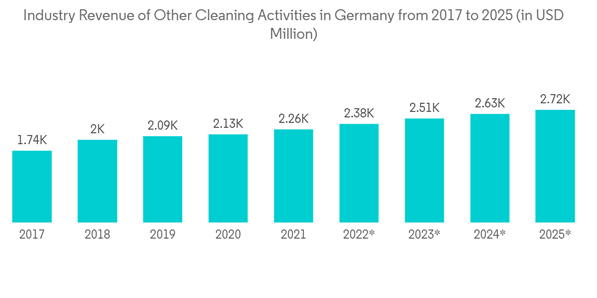 Industry Revenue of Other Cleaning Activities in Germany from 2017 to 2025 (in USD
Million)
1.74K 2K 2.09K 2.13K 2.26K 2.38K 2.51K 2.63K 2.72K
2017 2018 2019 2020 2021 2022* 2023* 2024* 2025*